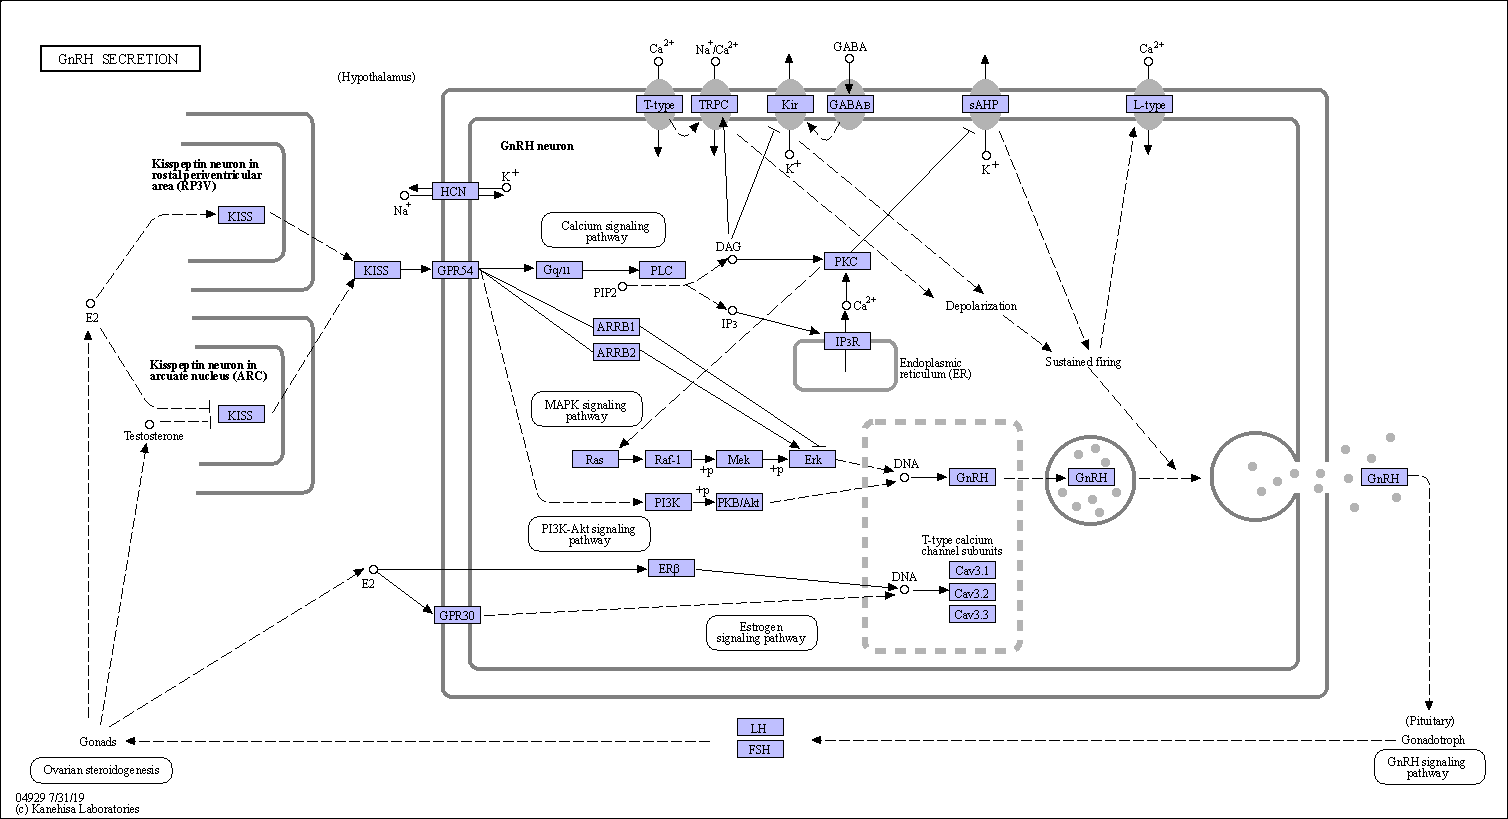 GnRH SECRETION
(Hypothalamus)
Ca2+
Na+/Ca2+
GABA
Ca2+
T-type
TRPC
Kir
GABAB
sAHP
L-type
GnRH neuron
K+
K+
Kisspeptin neuron in
rostal periventricular
area (RP3V)
KISS
HCN
K+
Na+
Calcium signaling
pathway
DAG
KISS
GPR54
Gq/11
PLC
PKC
PIP2
IP3
Ca2+
Depolarization
E2
ARRB1
ARRB2
IP3R
Endoplasmic
reticulum (ER)
Sustained firing
Kisspeptin neuron in
arcuate nucleus (ARC)
KISS
Testosterone
MAPK signaling
pathway
Ras
Raf-1
+p
Mek
+p
Erk
DNA
GnRH
GnRH
GnRH
PI3K
+p
PKB/Akt
PI3K-Akt signaling
pathway
T-type calcium
channel subunits
Cav3.1
Cav3.2
Cav3.3
E2
ERβ
DNA
GPR30
Estrogen
signaling pathway
LH
FSH
Gonads
Ovarian steroidogenesis
(Pituitary)
Gonadotroph
GnRH signaling
pathway
04929 7/31/19
(c) Kanehisa Laboratories